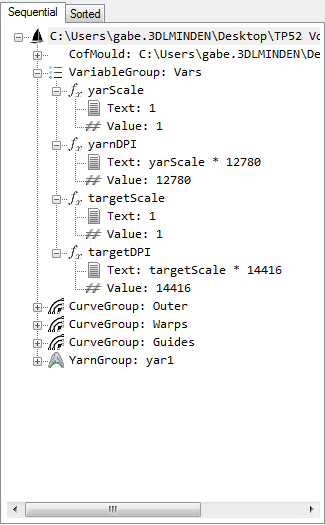 Sequential Sorted
C:\Users\gabe.3DLMINDEN\Desktop\TP52 Vo
CofMould: C:\Users\gabe.3DLMINDEN\De
VariableGroup: Vars
yarScale
Text: 1
Value: 1
yarnDPI
Text: yarScale * 12780
Value: 12780
targetScale
Text: 1
Value: 1
targetDPI
Text: targetScale * 14416
Value: 14416
CurveGroup: Outer
CurveGroup: Warps
CurveGroup: Guides
YarnGroup: yar1